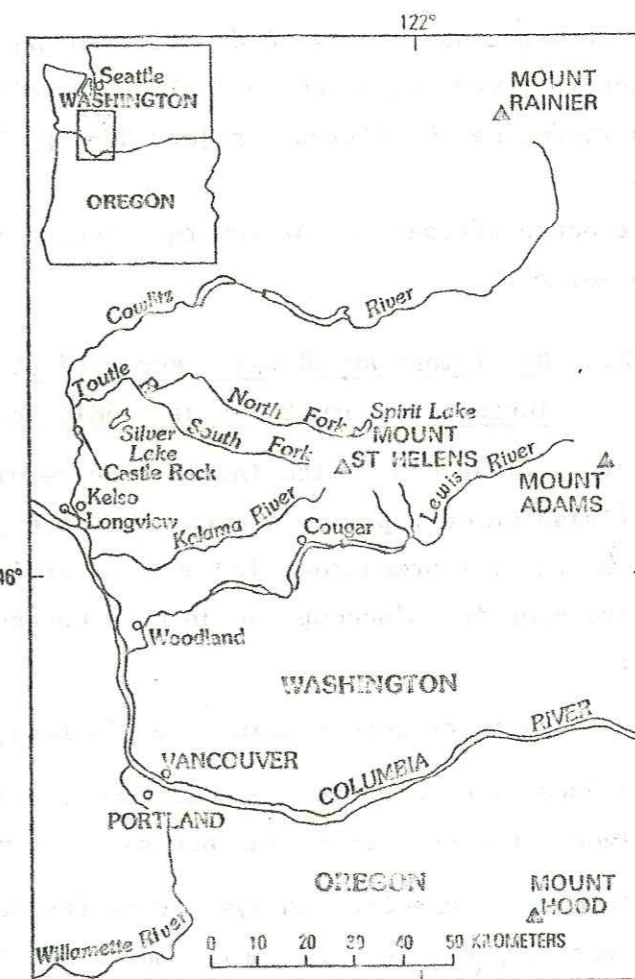 122°
Seattle
WASHINGTON
OREGON
MOUNT
RAINIER
Cowlitz
River
Toutle
North Fork
Spirit Lake
Silver
Lake
South Fork
MOUNT
ST HELENS
Castle Rock
Lewis River
MOUNT
ADAMS
Kelso
Longview
Kalama River
Cougar
46°
Woodland
WASHINGTON
VANCOUVER
COLUMBIA RIVER
PORTLAND
OREGON
MOUNT
HOOD
Willamette River
0 10 20 30 40 50 KILOMETERS